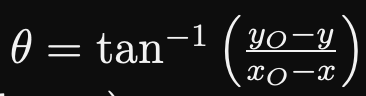 θ = tan⁻¹ ( (y_O − y) / (x_O − x) )